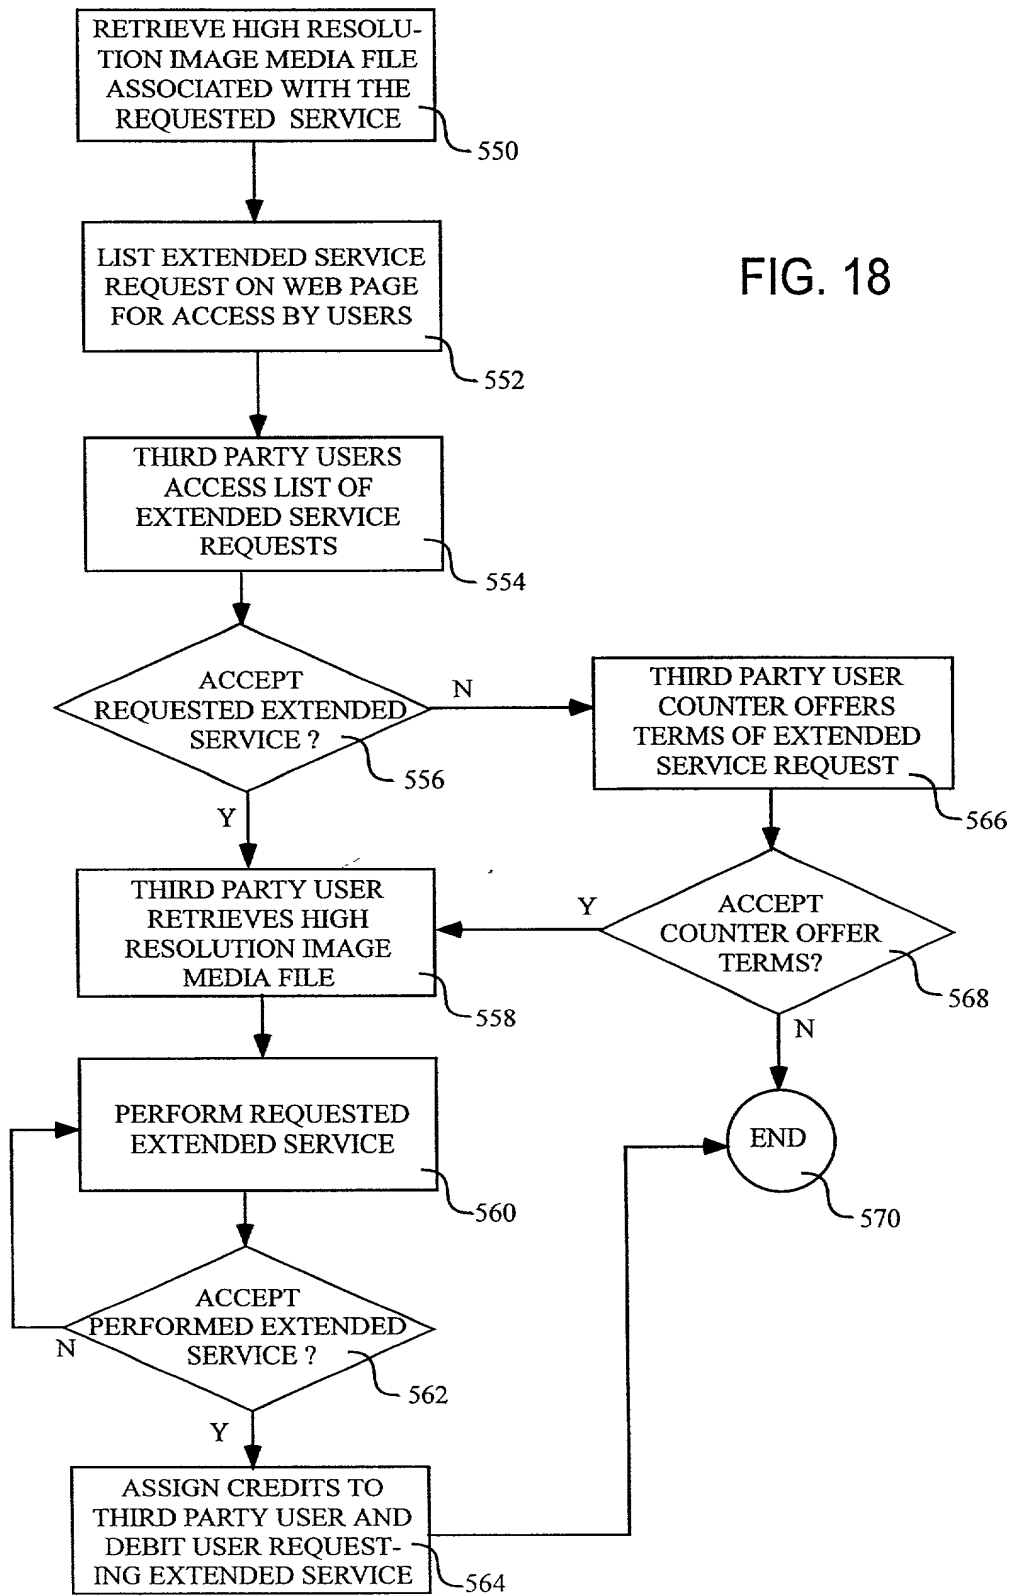 RETRIEVE HIGH RESOLU-
TION IMAGE MEDIA FILE
ASSOCIATED WITH THE
REQUESTED SERVICE
550
LIST EXTENDED SERVICE
REQUEST ON WEB PAGE
FOR ACCESS BY USERS
552
FIG. 18
THIRD PARTY USERS
ACCESS LIST OF
EXTENDED SERVICE
REQUESTS
554
ACCEPT
REQUESTED EXTENDED
SERVICE ?
556
N
Y
THIRD PARTY USER
COUNTER OFFERS
TERMS OF EXTENDED
SERVICE REQUEST
566
ACCEPT
COUNTER OFFER
TERMS?
568
Y
N
THIRD PARTY USER
RETRIEVES HIGH
RESOLUTION IMAGE
MEDIA FILE
558
PERFORM REQUESTED
EXTENDED SERVICE
560
END
570
ACCEPT
PERFORMED EXTENDED
SERVICE ?
562
N
Y
ASSIGN CREDITS TO
THIRD PARTY USER AND
DEBIT USER REQUEST-
ING EXTENDED SERVICE
564